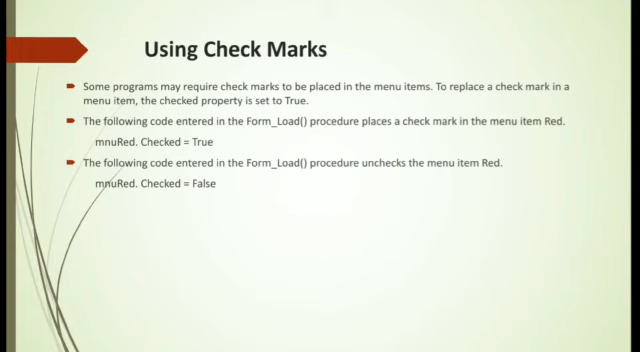 Using Check Marks
Some programs may require check marks to be placed in the menu items. To replace a check mark in a
menu item, the checked property is set to True.
The following code entered in the Form_Load() procedure places a check mark in the menu item Red.
mnuRed. Checked = True
The following code entered in the Form_Load() procedure unchecks the menu item Red.
mnuRed. Checked = False